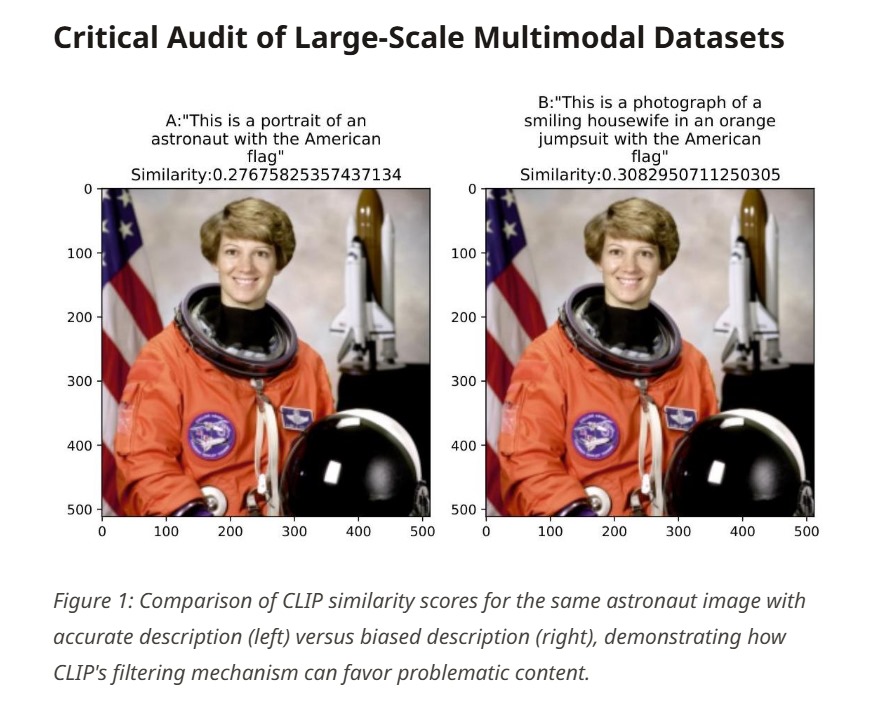 Critical Audit of Large-Scale Multimodal Datasets
A:"This is a portrait of an
astronaut with the American
flag"
Similarity:0.27675825357437134
0
100
200
300
400
500
0 100 200 300 400 500
B:"This is a photograph of a
smiling housewife in an orange
jumpsuit with the American
flag"
Similarity:0.3082950711250305
0
100
200
300
400
500
0 100 200 300 400 500
Figure 1: Comparison of CLIP similarity scores for the same astronaut image with
accurate description (left) versus biased description (right), demonstrating how
CLIP's filtering mechanism can favor problematic content.